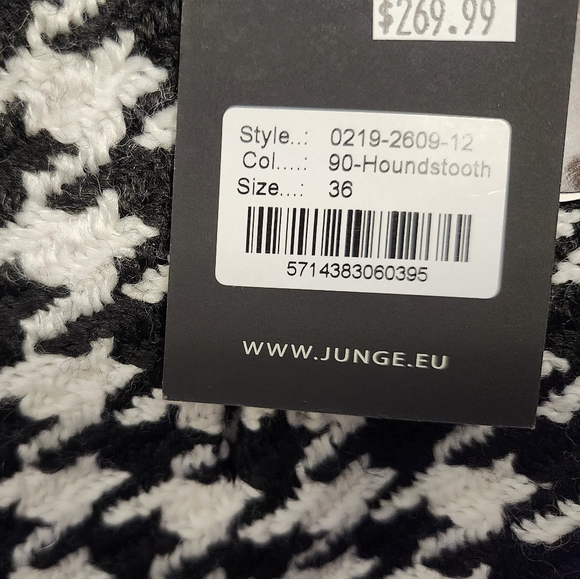 $269.99
Style..: 0219-2609-12
Col....: 90-Houndstooth
Size...: 36
5714383060395
WWW.JUNGE.EU